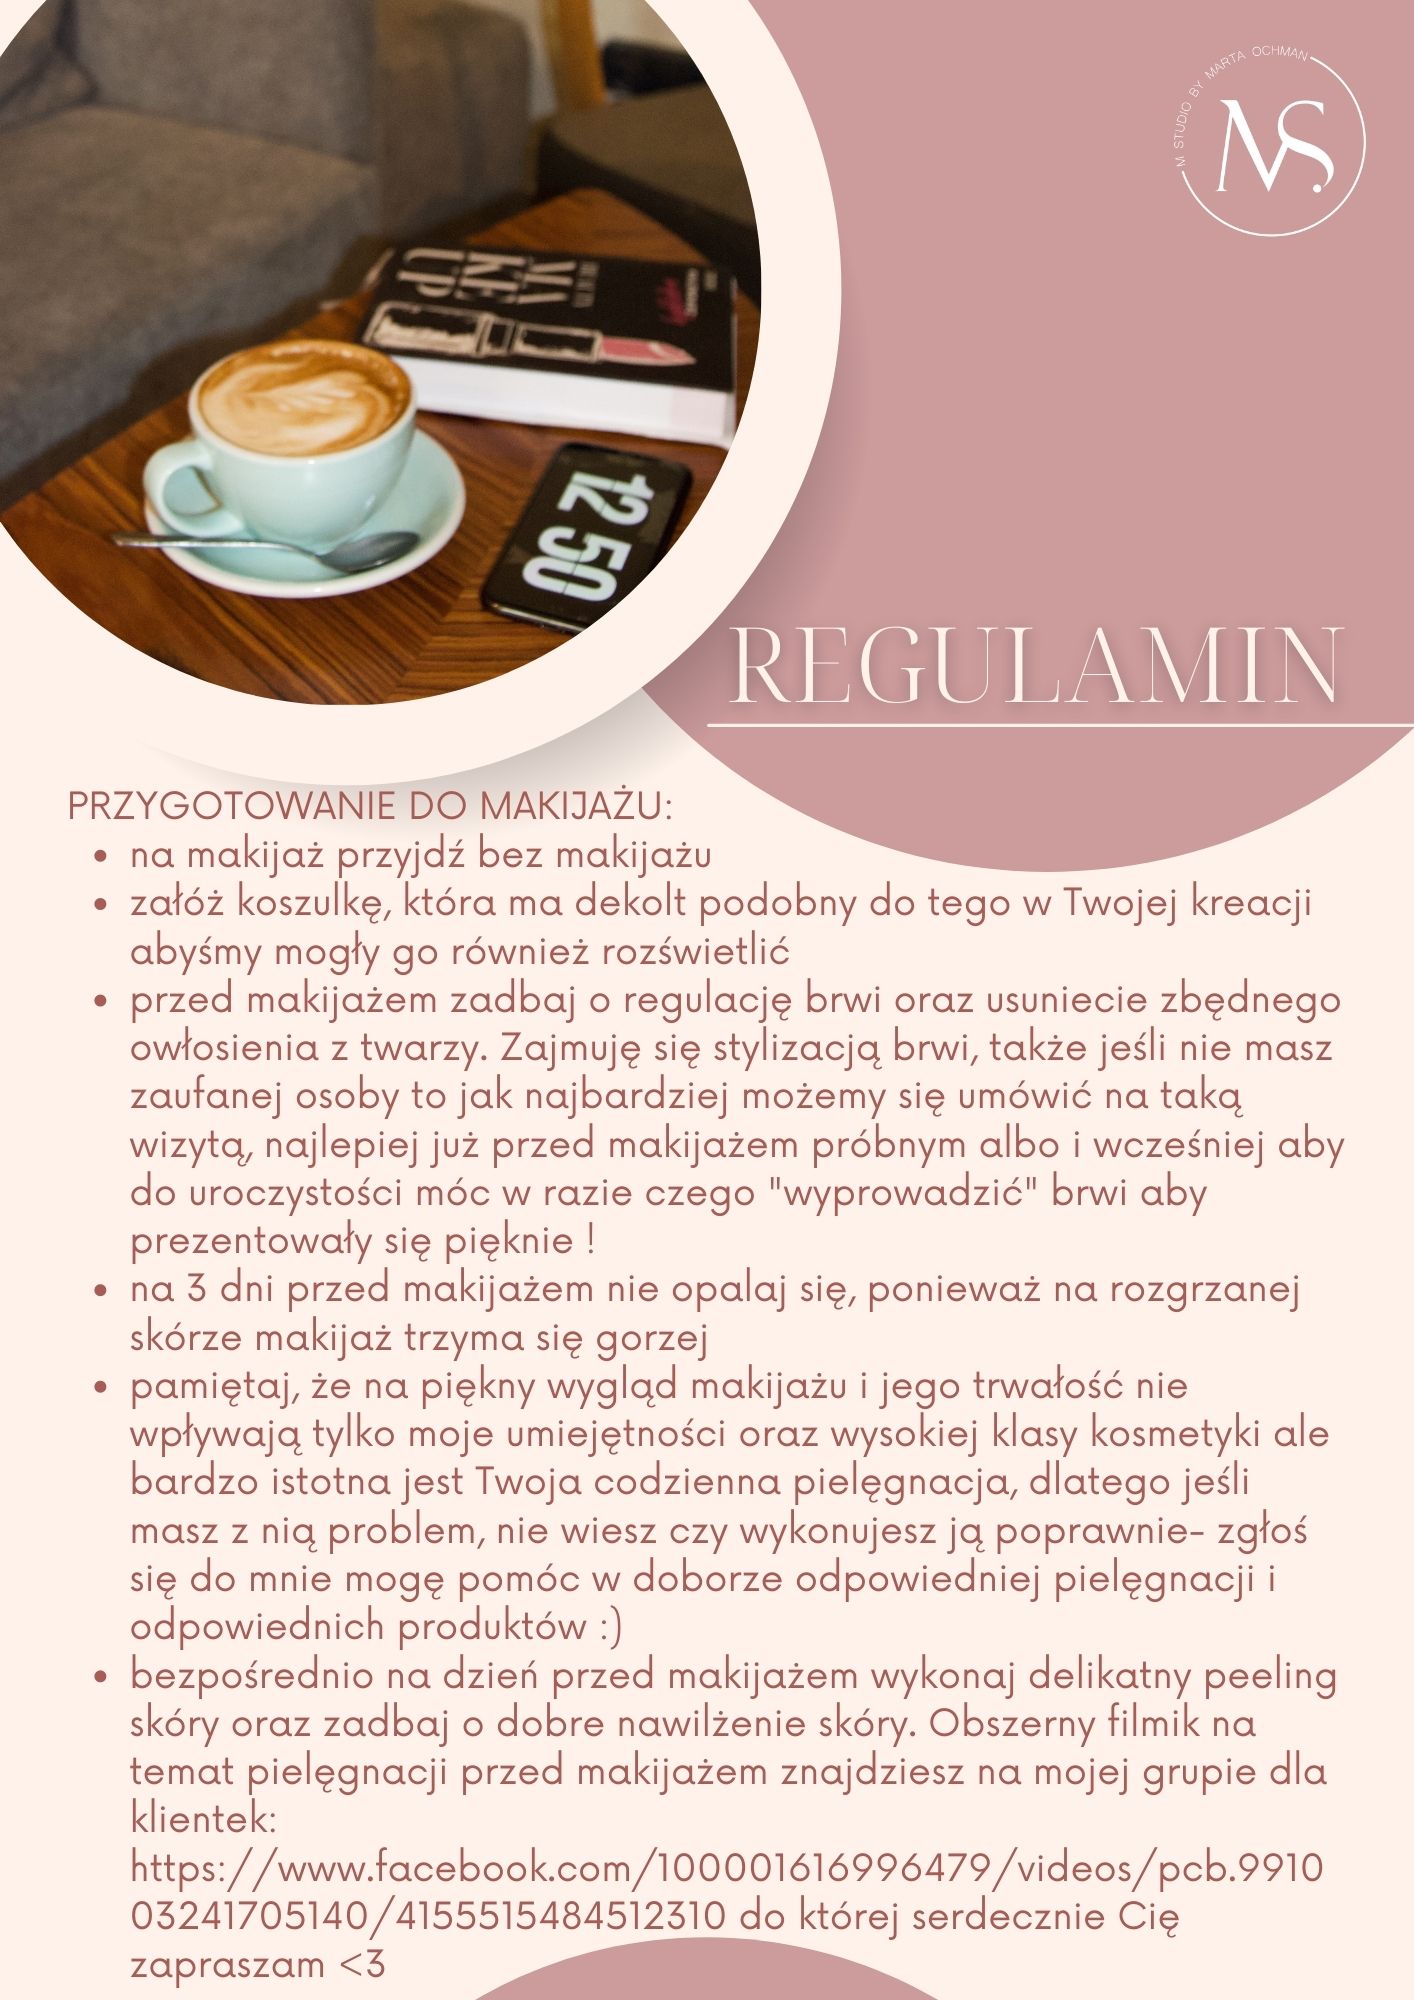 M STUDIO BY MARTA OCHMAN
MS.
MAKE
UP
12 50
REGULAMIN
PRZYGOTOWANIE DO MAKIJAŻU:
• na makijaż przyjdź bez makijażu
• załóż koszulkę, która ma dekolt podobny do tego w Twojej kreacji
abyśmy mogły go również rozświetlić
• przed makijażem zadbaj o regulację brwi oraz usuniecie zbędnego
owłosienia z twarzy. Zajmuję się stylizacją brwi, także jeśli nie masz
zaufanej osoby to jak najbardziej możemy się umówić na taką
wizytą, najlepiej już przed makijażem próbnym albo i wcześniej aby
do uroczystości móc w razie czego "wyprowadzić" brwi aby
prezentowały się pięknie !
• na 3 dni przed makijażem nie opalaj się, ponieważ na rozgrzanej
skórze makijaż trzyma się gorzej
• pamiętaj, że na piękny wygląd makijażu i jego trwałość nie
wpływają tylko moje umiejętności oraz wysokiej klasy kosmetyki ale
bardzo istotna jest Twoja codzienna pielęgnacja, dlatego jeśli
masz z nią problem, nie wiesz czy wykonujesz ją poprawnie- zgłoś
się do mnie mogę pomóc w doborze odpowiedniej pielęgnacji i
odpowiednich produktów :)
• bezpośrednio na dzień przed makijażem wykonaj delikatny peeling
skóry oraz zadbaj o dobre nawilżenie skóry. Obszerny filmik na
temat pielęgnacji przed makijażem znajdziesz na mojej grupie dla
klientek:
https://www.facebook.com/100001616996479/videos/pcb.9910
03241705140/4155515484512310 do której serdecznie Cię
zapraszam <3